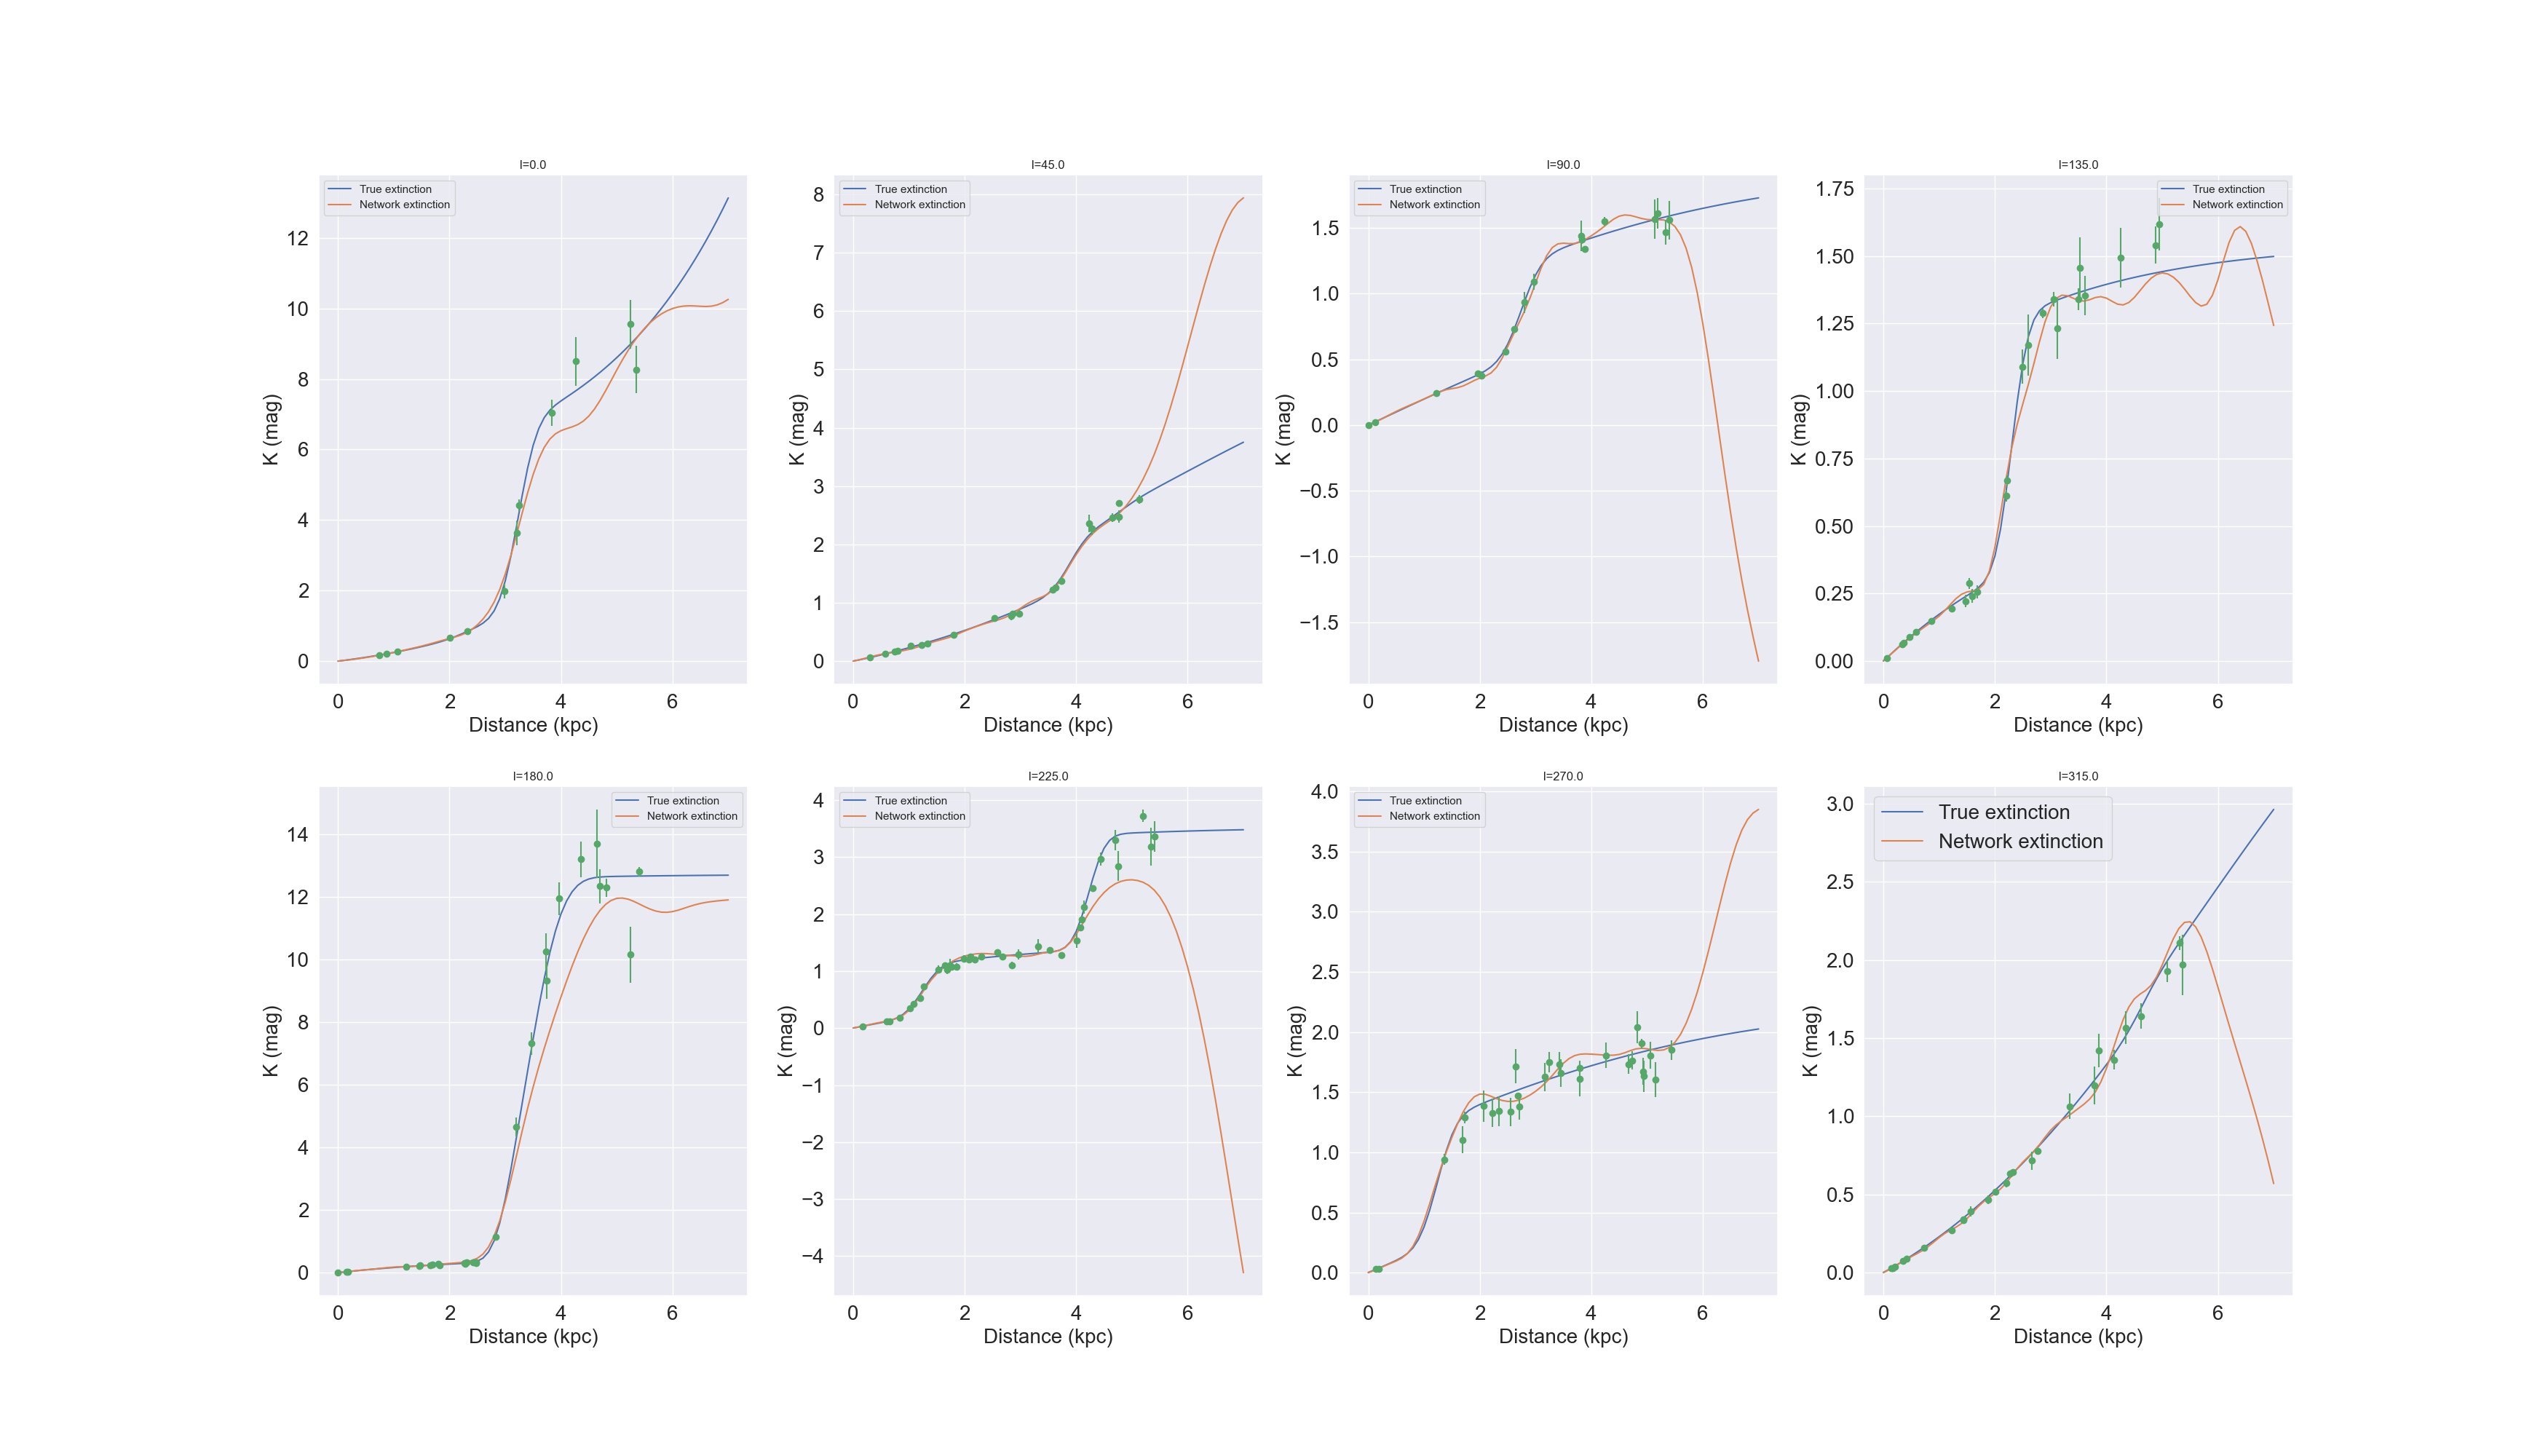 l=0.0
True extinction
Network extinction
12
10
8
6
4
2
0
K (mag)
0 2 4 6
Distance (kpc)
l=45.0
True extinction
Network extinction
8
7
6
5
4
3
2
1
0
K (mag)
0 2 4 6
Distance (kpc)
l=90.0
True extinction
Network extinction
1.5
1.0
0.5
0.0
−0.5
−1.0
−1.5
K (mag)
0 2 4 6
Distance (kpc)
l=135.0
True extinction
Network extinction
1.75
1.50
1.25
1.00
0.75
0.50
0.25
0.00
K (mag)
0 2 4 6
Distance (kpc)
l=180.0
True extinction
Network extinction
14
12
10
8
6
4
2
0
K (mag)
0 2 4 6
Distance (kpc)
l=225.0
True extinction
Network extinction
4
3
2
1
0
−1
−2
−3
−4
K (mag)
0 2 4 6
Distance (kpc)
l=270.0
True extinction
Network extinction
4.0
3.5
3.0
2.5
2.0
1.5
1.0
0.5
0.0
K (mag)
0 2 4 6
Distance (kpc)
l=315.0
True extinction
Network extinction
3.0
2.5
2.0
1.5
1.0
0.5
0.0
K (mag)
0 2 4 6
Distance (kpc)